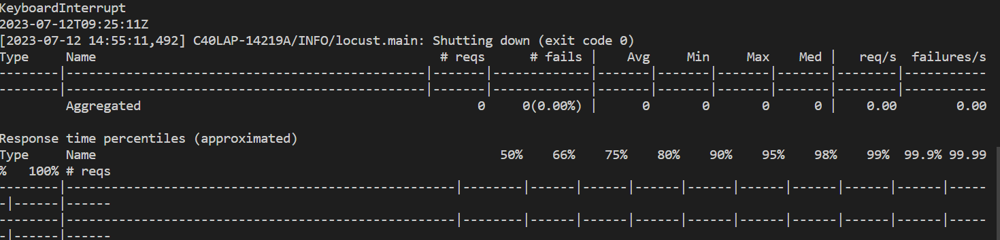 KeyboardInterrupt
2023-07-12T09:25:11Z
[2023-07-12 14:55:11,492] C40LAP-14219A/INFO/locust.main: Shutting down (exit code 0)
Type     Name                                                  # reqs      # fails |    Avg     Min     Max    Med |   req/s  failures/s
--------|------------------------------------------------|-------|-------------|-------|-------|-------|-------|--------|-----------
--------|------------------------------------------------|-------|-------------|-------|-------|-------|-------|--------|-----------
         Aggregated                                                 0     0(0.00%) |      0       0       0      0 |    0.00        0.00
Response time percentiles (approximated)
Type     Name                                                      50%    66%    75%    80%    90%    95%    98%    99%  99.9% 99.99
%   100% # reqs
--------|----------------------------------------------------|--------|------|------|------|------|------|------|------|------|-----
-|------|------
--------|----------------------------------------------------|--------|------|------|------|------|------|------|------|------|-----
-|------|------